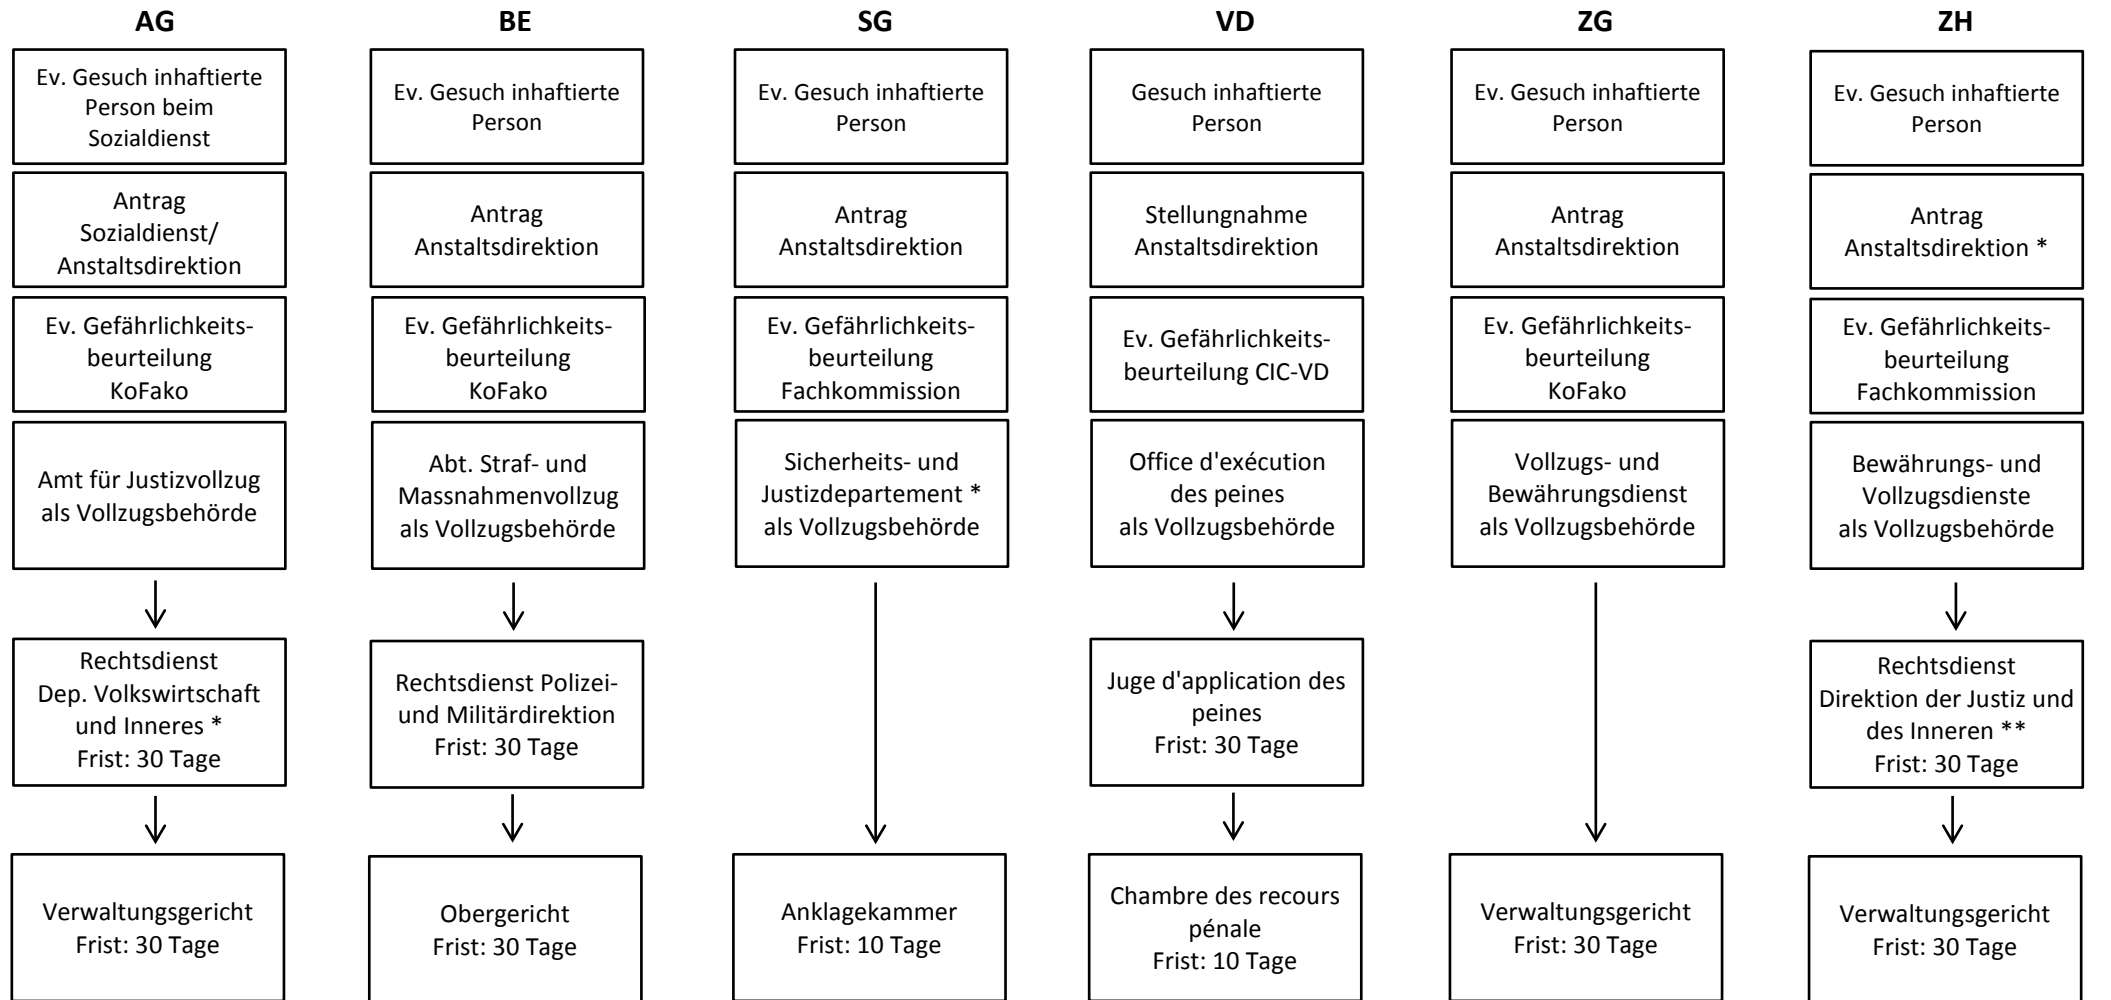 AG
BE
SG
VD
ZG
ZH
Ev. Gesuch inhaftierte
Person beim
Sozialdienst
Ev. Gesuch inhaftierte
Person
Ev. Gesuch inhaftierte
Person
Gesuch inhaftierte
Person
Ev. Gesuch inhaftierte
Person
Ev. Gesuch inhaftierte
Person
Antrag
Sozialdienst/
Anstaltsdirektion
Antrag
Anstaltsdirektion
Antrag
Anstaltsdirektion
Stellungnahme
Anstaltsdirektion
Antrag
Anstaltsdirektion
Antrag
Anstaltsdirektion *
Ev. Gefährlichkeits-
beurteilung
KoFako
Ev. Gefährlichkeits-
beurteilung
KoFako
Ev. Gefährlichkeits-
beurteilung
Fachkommission
Ev. Gefährlichkeits-
beurteilung CIC-VD
Ev. Gefährlichkeits-
beurteilung
KoFako
Ev. Gefährlichkeits-
beurteilung
Fachkommission
Amt für Justizvollzug
als Vollzugsbehörde
Abt. Straf- und
Massnahmenvollzug
als Vollzugsbehörde
Sicherheits- und
Justizdepartement *
als Vollzugsbehörde
Office d'exécution
des peines
als Vollzugsbehörde
Vollzugs- und
Bewährungsdienst
als Vollzugsbehörde
Bewährungs- und
Vollzugsdienste
als Vollzugsbehörde
Rechtsdienst
Dep. Volkswirtschaft
und Inneres *
Frist: 30 Tage
Rechtsdienst Polizei-
und Militärdirektion
Frist: 30 Tage
Juge d'application des
peines
Frist: 30 Tage
Rechtsdienst
Direktion der Justiz und
des Inneren **
Frist: 30 Tage
Verwaltungsgericht
Frist: 30 Tage
Obergericht
Frist: 30 Tage
Anklagekammer
Frist: 10 Tage
Chambre des recours
pénale
Frist: 10 Tage
Verwaltungsgericht
Frist: 30 Tage
Verwaltungsgericht
Frist: 30 Tage